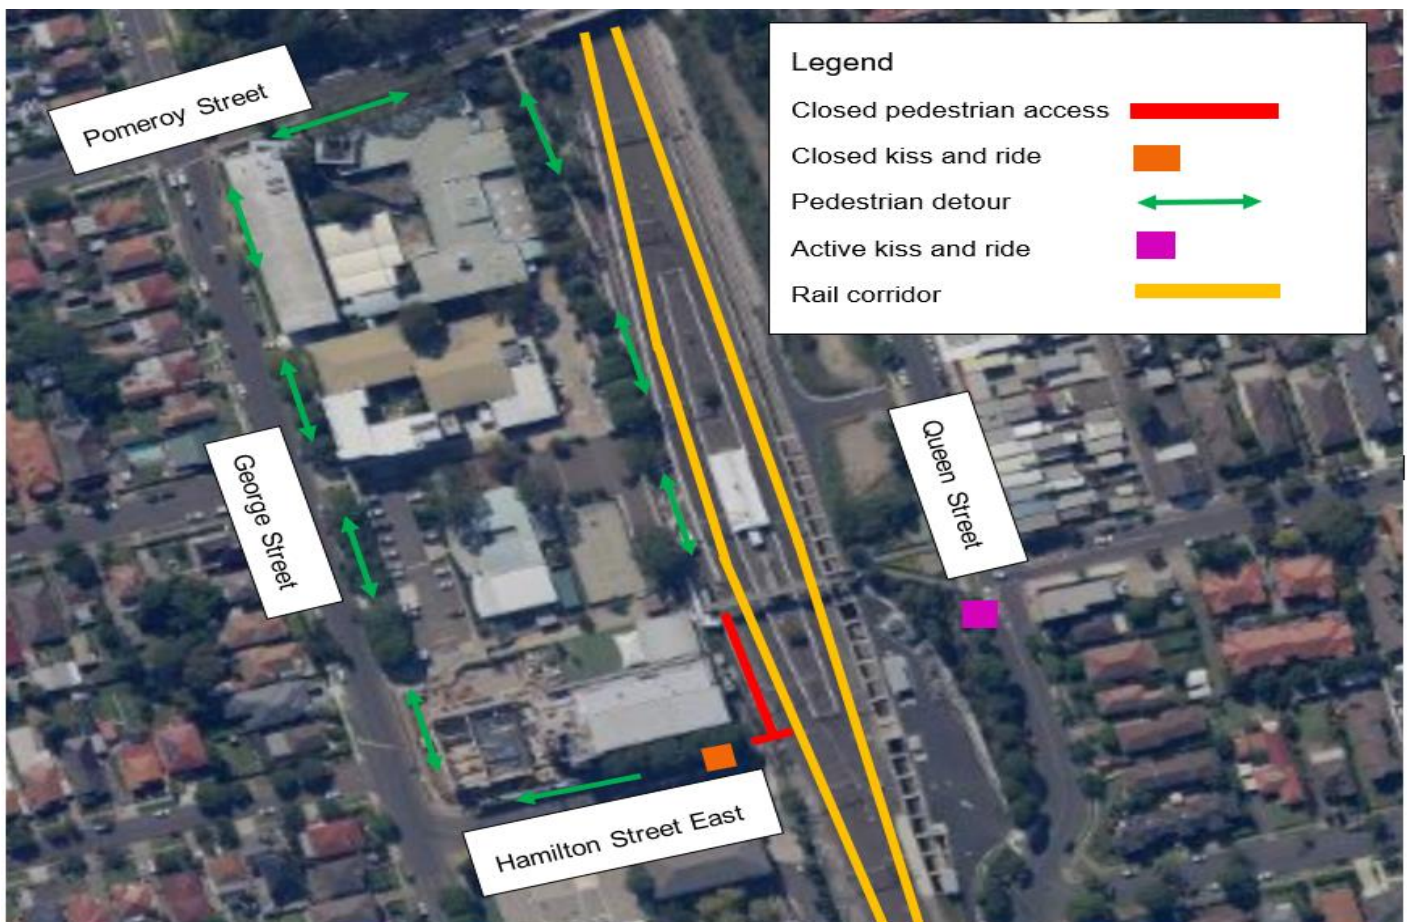 Pomeroy Street
Legend
Closed pedestrian access
Closed kiss and ride
Pedestrian detour
Active kiss and ride
Rail corridor
Queen Street
George Street
Hamilton Street East